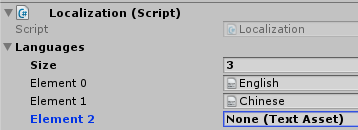 Localization (Script)
Script Localization
Languages
Size 3
Element 0 English
Element 1 Chinese
Element 2 None (Text Asset)